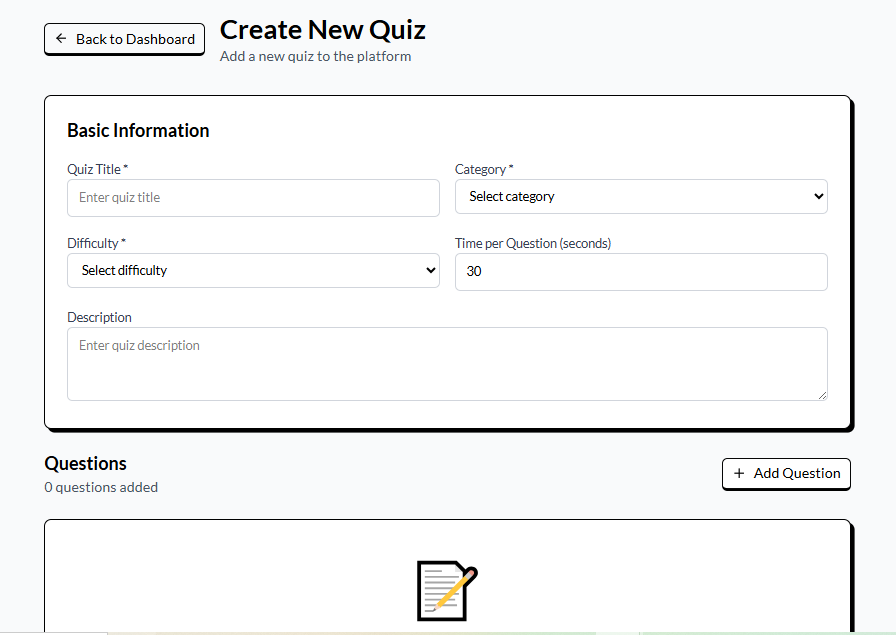 ← Back to Dashboard
Create New Quiz
Add a new quiz to the platform
Basic Information
Quiz Title *
Category *
Enter quiz title
Select category
Difficulty *
Time per Question (seconds)
Select difficulty
30
Description
Enter quiz description
Questions
0 questions added
+ Add Question